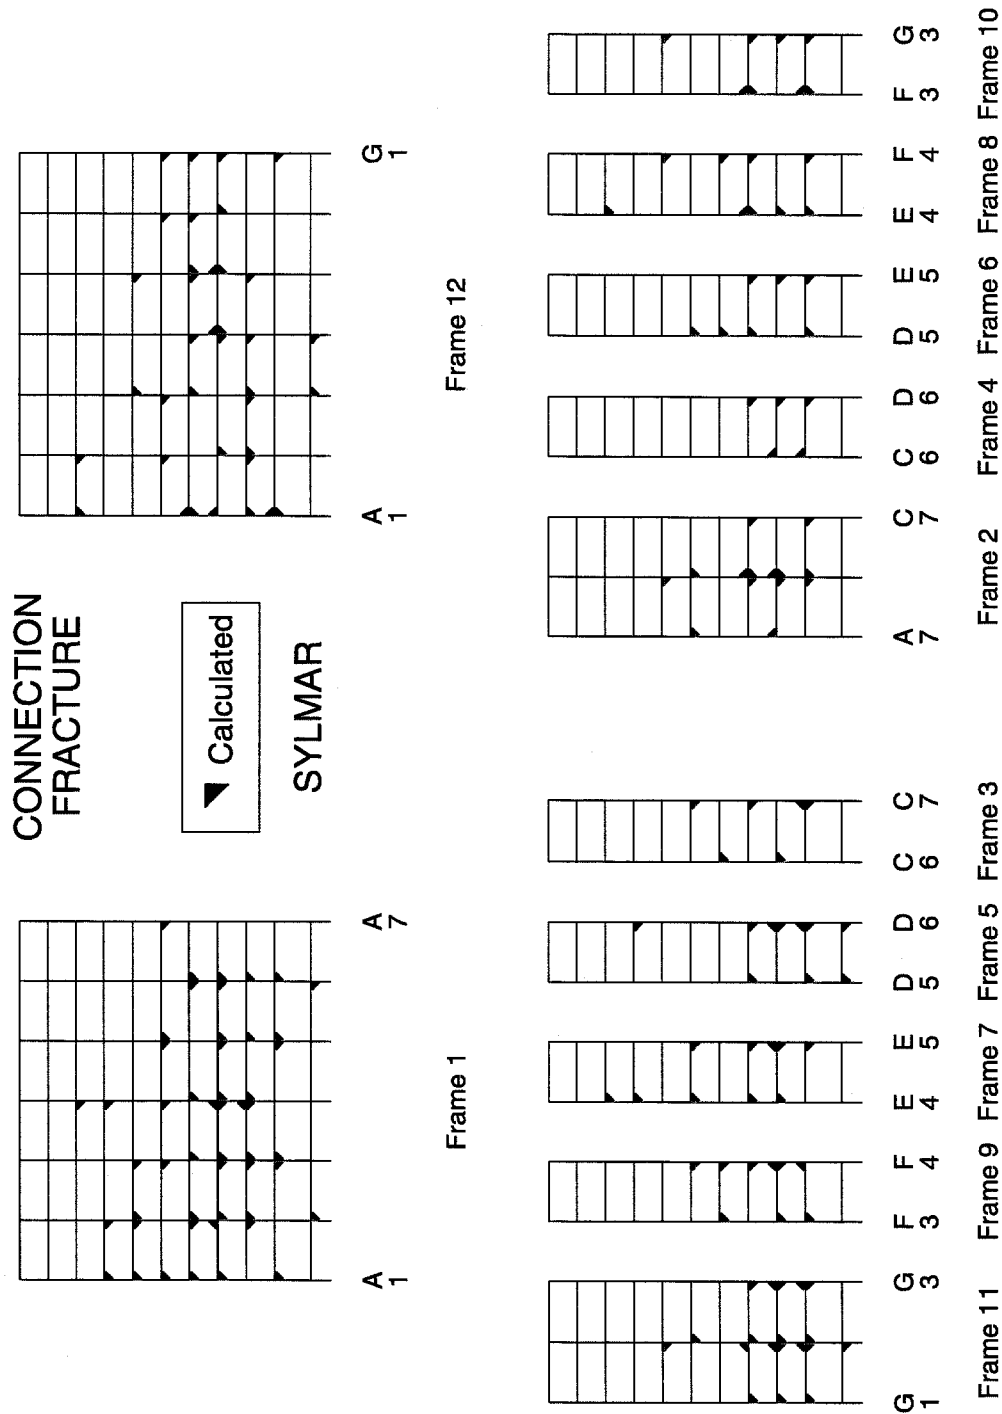 CONNECTION
FRACTURE
Calculated
SYLMAR
A A
1 7
Frame 1
A G
1 1
Frame 12
G G
1 3
Frame 11
F F
3 4
Frame 9
E E
4 5
Frame 7
D D
5 6
Frame 5
C C
6 7
Frame 3
A C
7 7
Frame 2
C D
6 6
Frame 4
D E
5 5
Frame 6
E F
4 4
Frame 8
F G
3 3
Frame 10